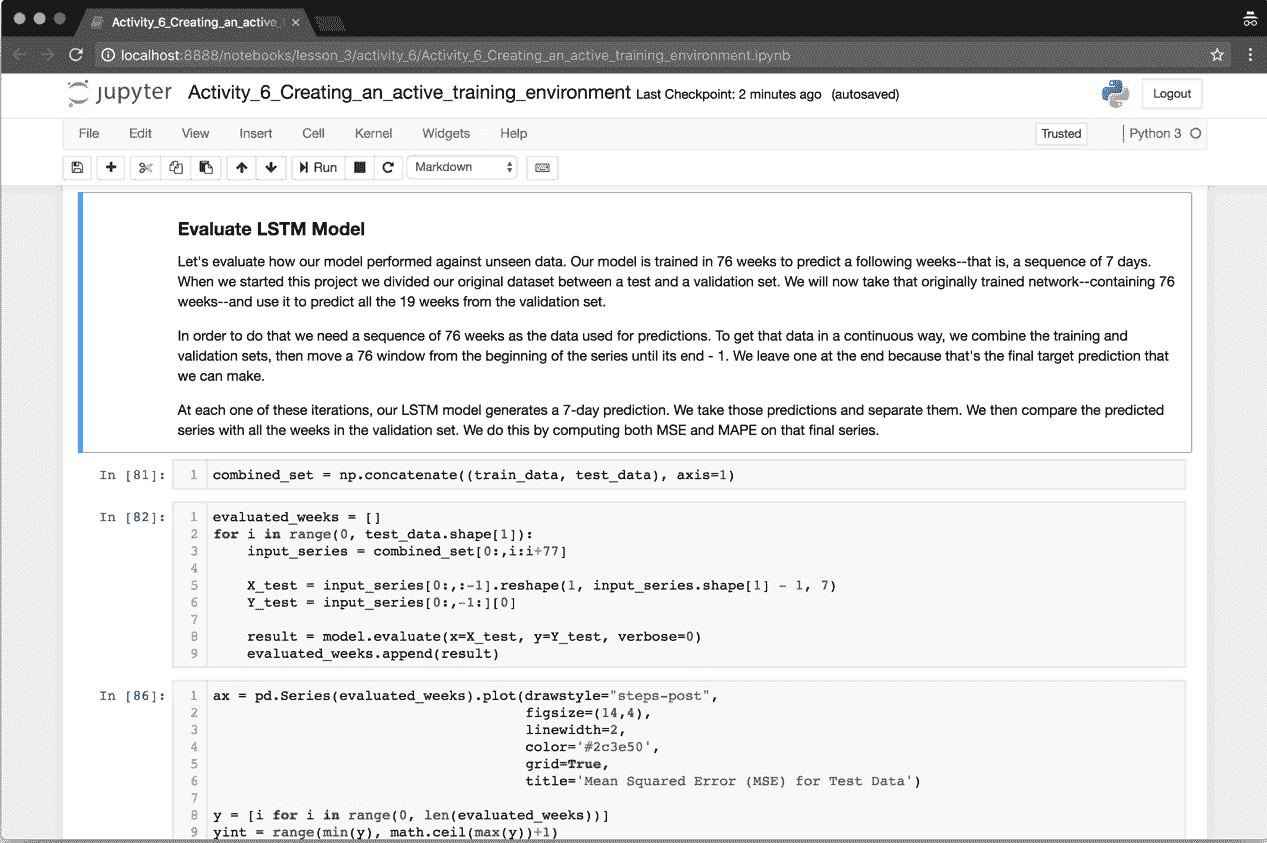 Activity_6_Creating_an_active_
localhost:8888/notebooks/lesson_3/activity_6/Activity_6_Creating_an_active_training_environment.ipynb
jupyter Activity_6_Creating_an_active_training_environment Last Checkpoint: 2 minutes ago (autosaved) Logout
File Edit View Insert Cell Kernel Widgets Help Trusted Python 3
Run Markdown
Evaluate LSTM Model
Let's evaluate how our model performed against unseen data. Our model is trained in 76 weeks to predict a following weeks--that is, a sequence of 7 days.
When we started this project we divided our original dataset between a test and a validation set. We will now take that originally trained network--containing 76
weeks--and use it to predict all the 19 weeks from the validation set.
In order to do that we need a sequence of 76 weeks as the data used for predictions. To get that data in a continuous way, we combine the training and
validation sets, then move a 76 window from the beginning of the series until its end - 1. We leave one at the end because that's the final target prediction that
we can make.
At each one of these iterations, our LSTM model generates a 7-day prediction. We take those predictions and separate them. We then compare the predicted
series with all the weeks in the validation set. We do this by computing both MSE and MAPE on that final series.
In [81]: 1 combined_set = np.concatenate((train_data, test_data), axis=1)
In [82]: 1 evaluated_weeks = []
2 for i in range(0, test_data.shape[1]):
3 input_series = combined_set[0:,i:i+77]
4
5 X_test = input_series[0:,:-1].reshape(1, input_series.shape[1] - 1, 7)
6 Y_test = input_series[0:,-1:][0]
7
8 result = model.evaluate(x=X_test, y=Y_test, verbose=0)
9 evaluated_weeks.append(result)
In [86]: 1 ax = pd.Series(evaluated_weeks).plot(drawstyle="steps-post",
2 figsize=(14,4),
3 linewidth=2,
4 color='#2c3e50',
5 grid=True,
6 title='Mean Squared Error (MSE) for Test Data')
7
8 y = [i for i in range(0, len(evaluated_weeks))]
9 yint = range(min(y), math.ceil(max(y))+1)